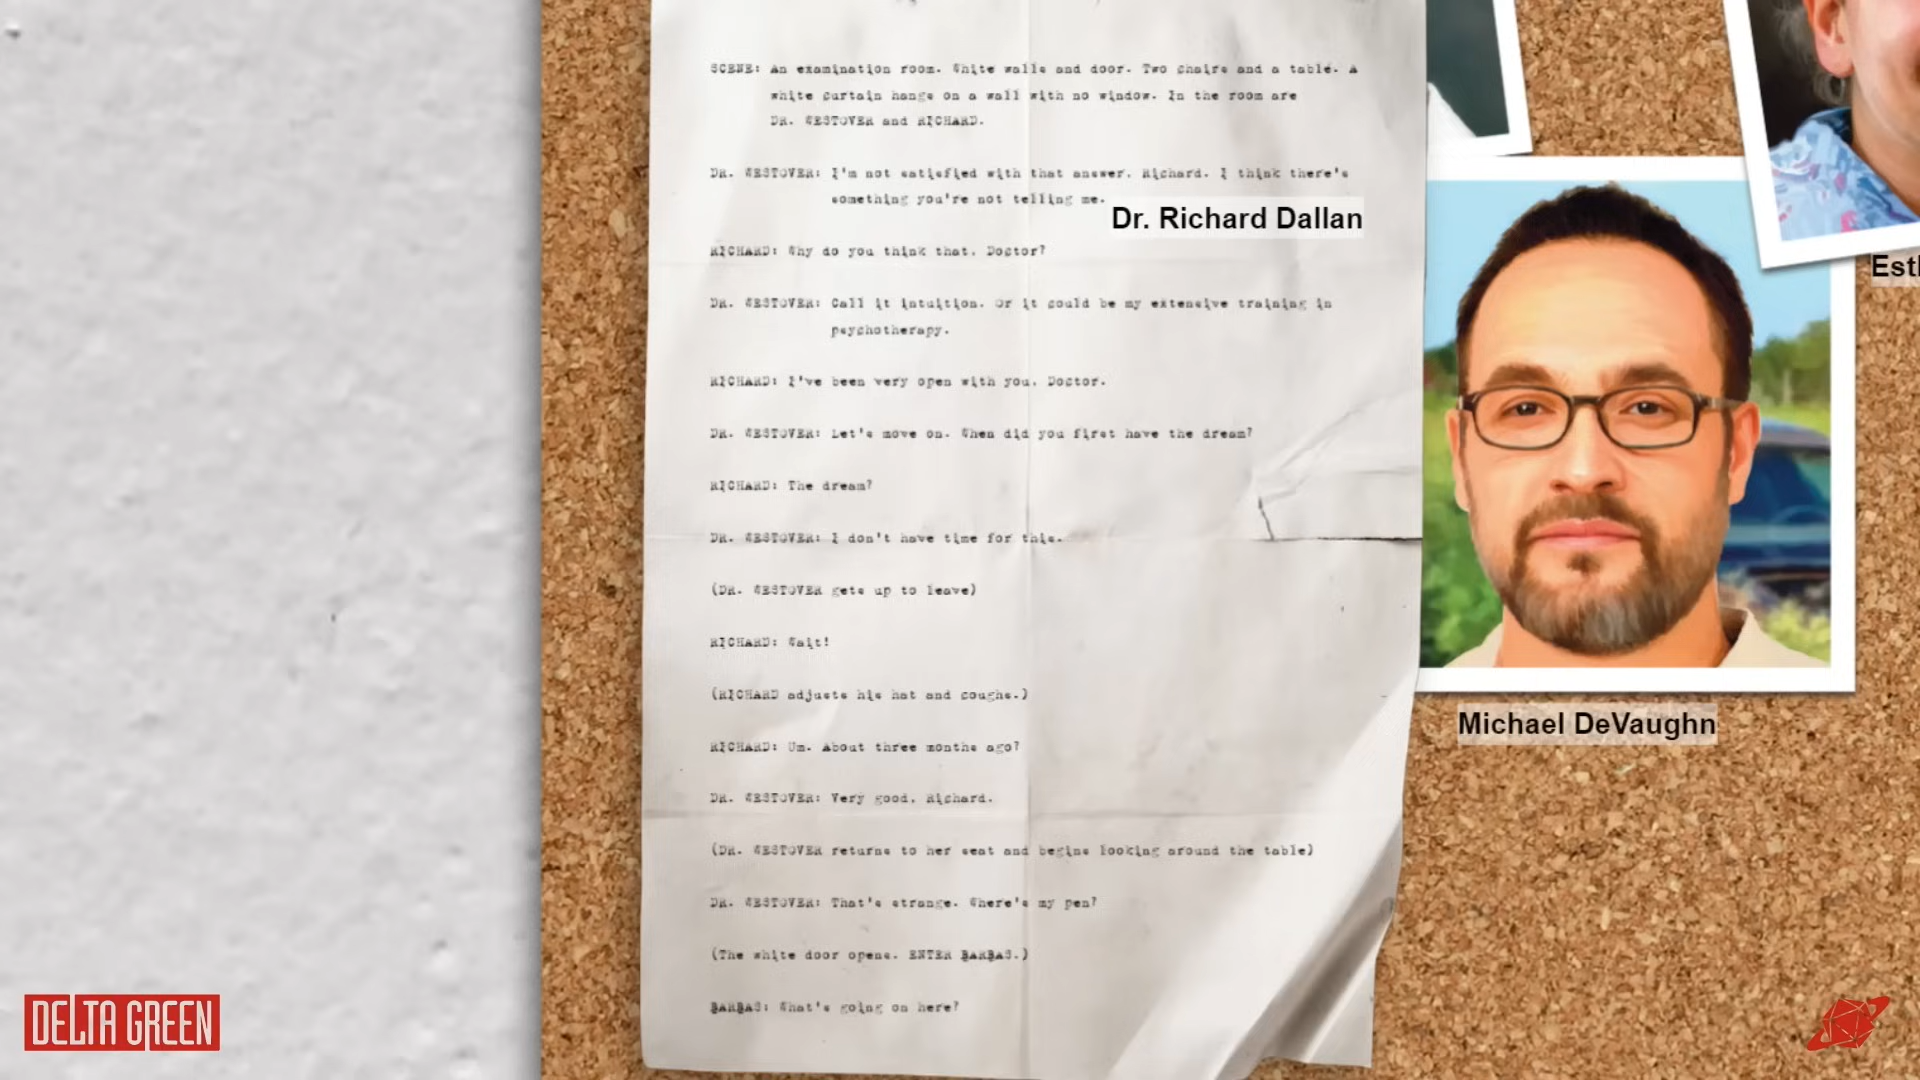 SCENE: An examination room. White walls and door. Two chairs and a table. A
white curtain hangs on a wall with no window. In the room are
DR. WESTOVER and RICHARD.
DR. WESTOVER: I'm not satisfied with that answer, Richard. I think there's
something you're not telling me.
Dr. Richard Dallan
RICHARD: Why do you think that, Doctor?
DR. WESTOVER: Call it intuition. Or it could be my extensive training in
psychotherapy.
RICHARD: I've been very open with you, Doctor.
DR. WESTOVER: Let's move on. When did you first have the dream?
RICHARD: The dream?
DR. WESTOVER: I don't have time for this.
(DR. WESTOVER gets up to leave)
RICHARD: Wait!
(RICHARD adjusts his hat and coughs.)
RICHARD: Um. About three months ago?
DR. WESTOVER: Very good, Richard.
(DR. WESTOVER returns to her seat and begins looking around the table)
DR. WESTOVER: That's strange. Where's my pen?
(The white door opens. ENTER BARBAS.)
BARBAS: What's going on here?
Michael DeVaughn
DELTA GREEN